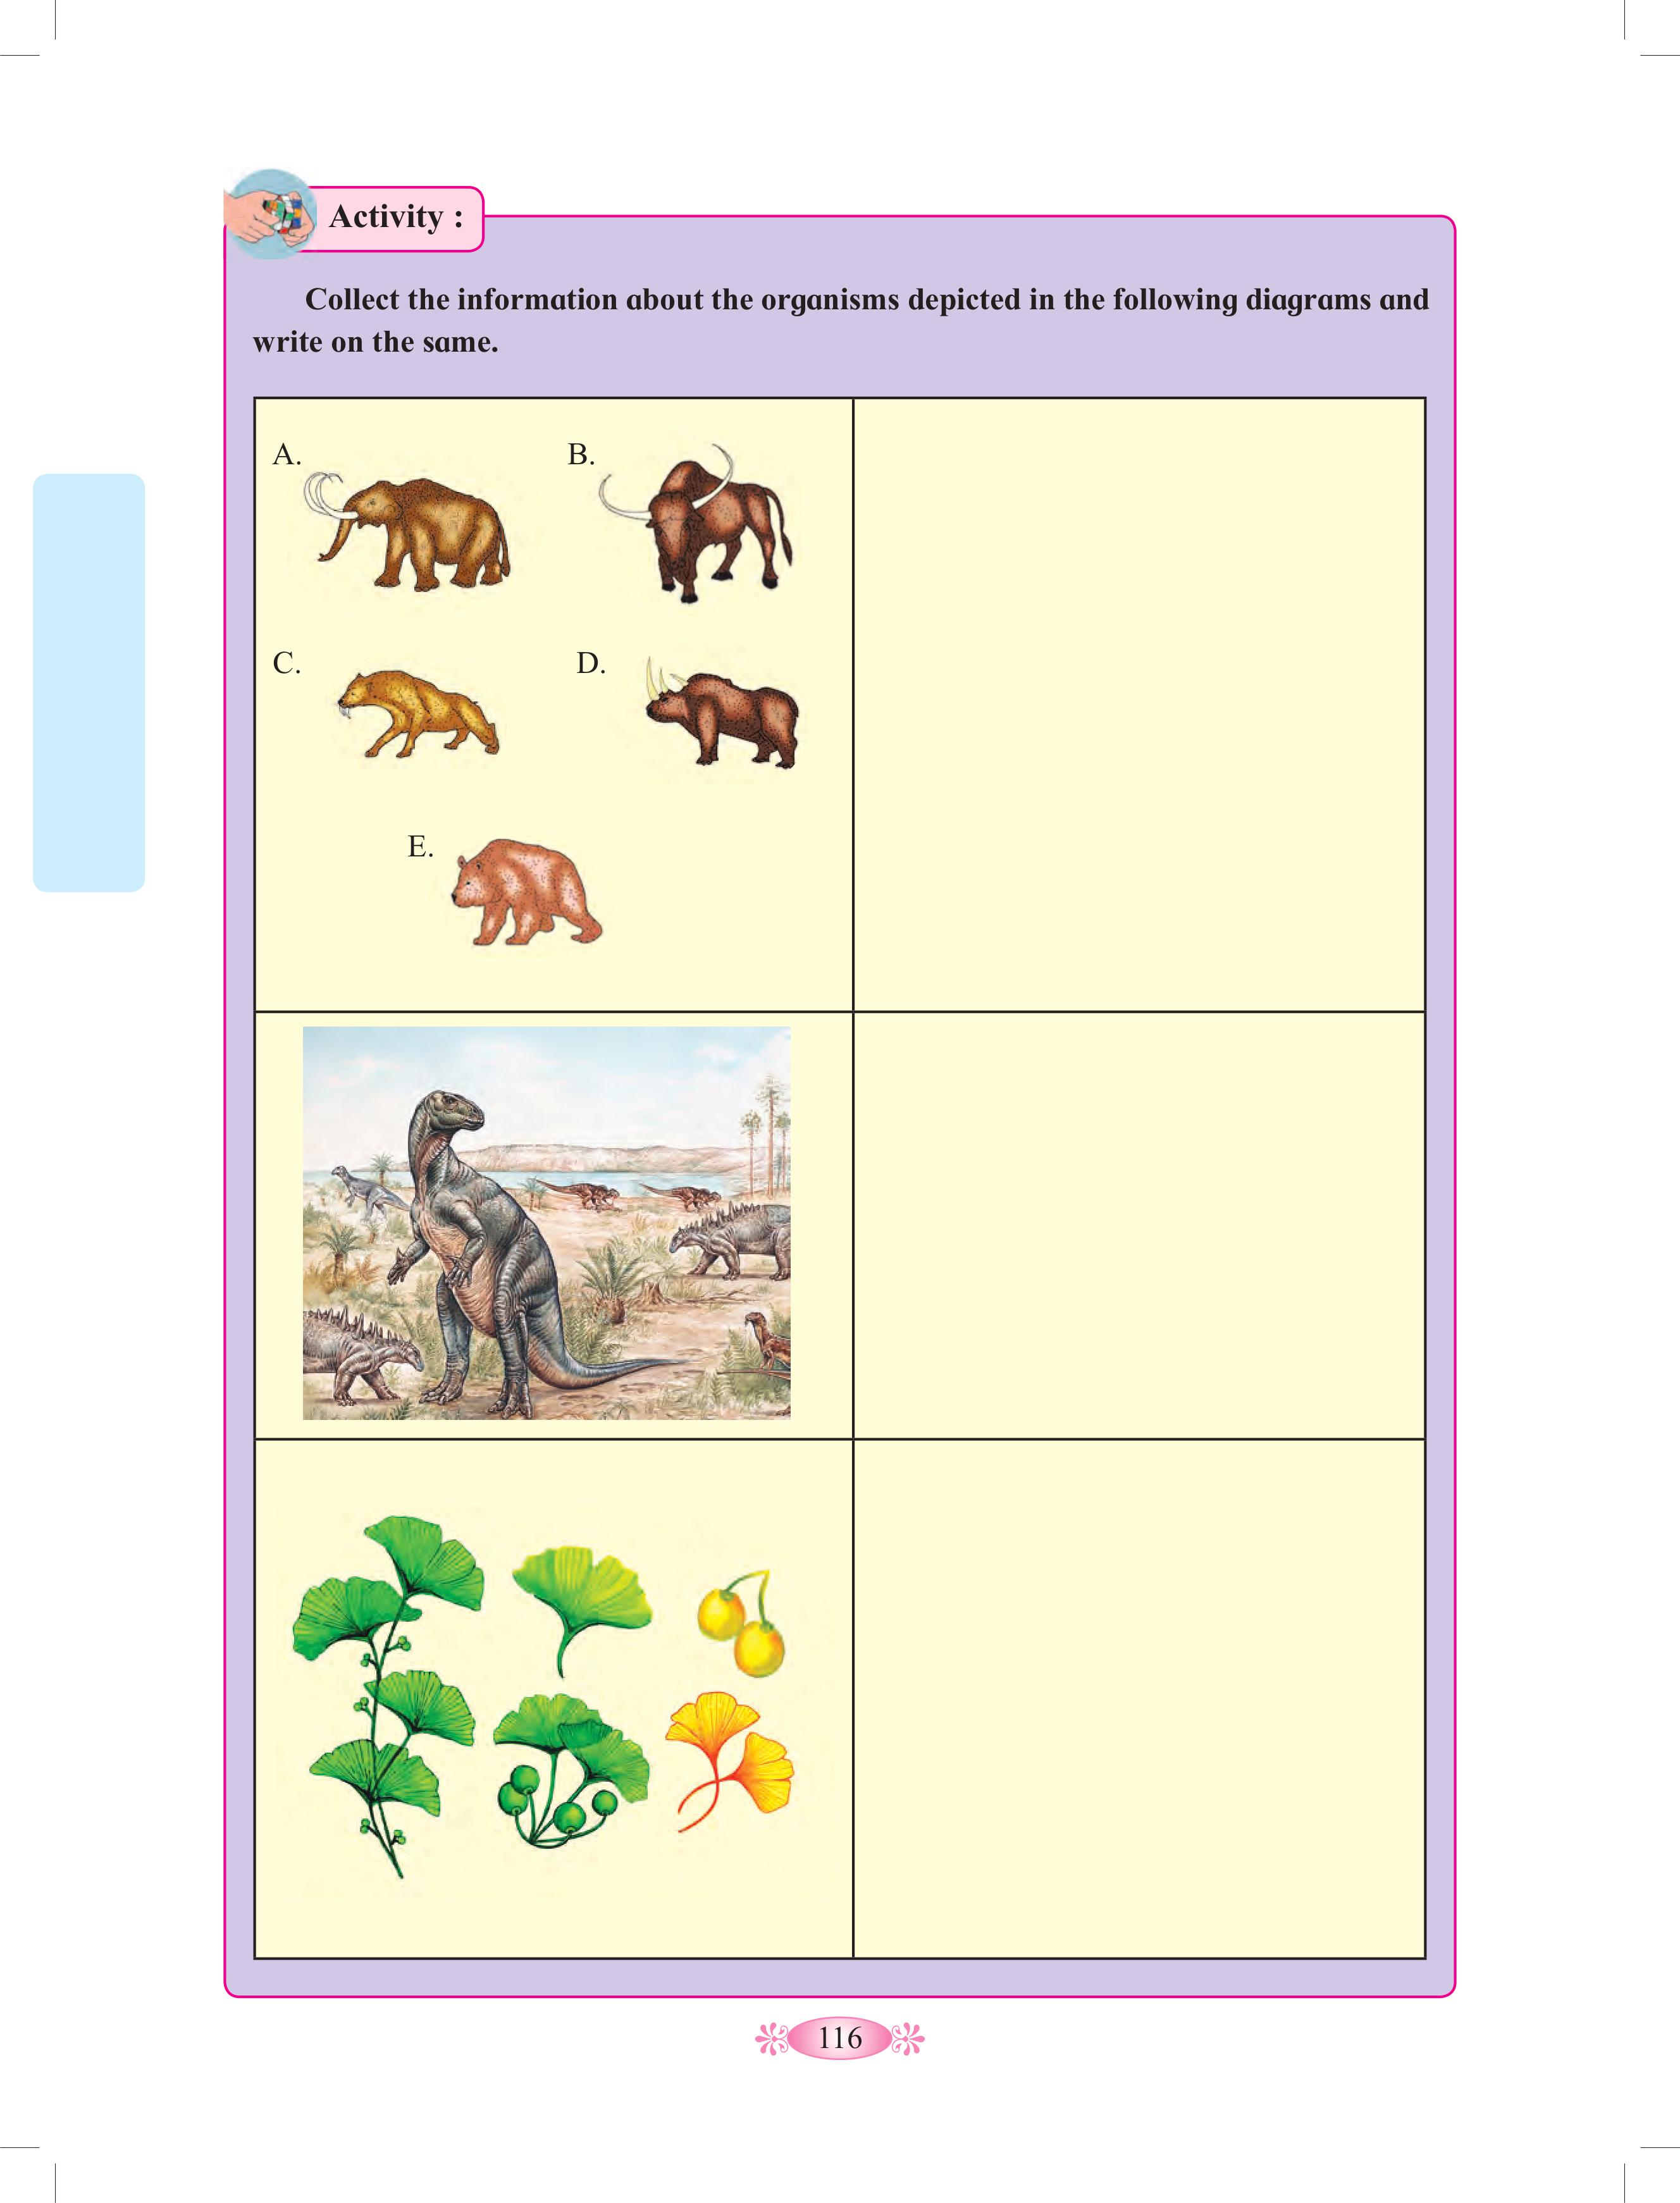 Activity :
Collect the information about the organisms depicted in the following diagrams and
write on the same.
A.
B.
C.
D.
E.
116